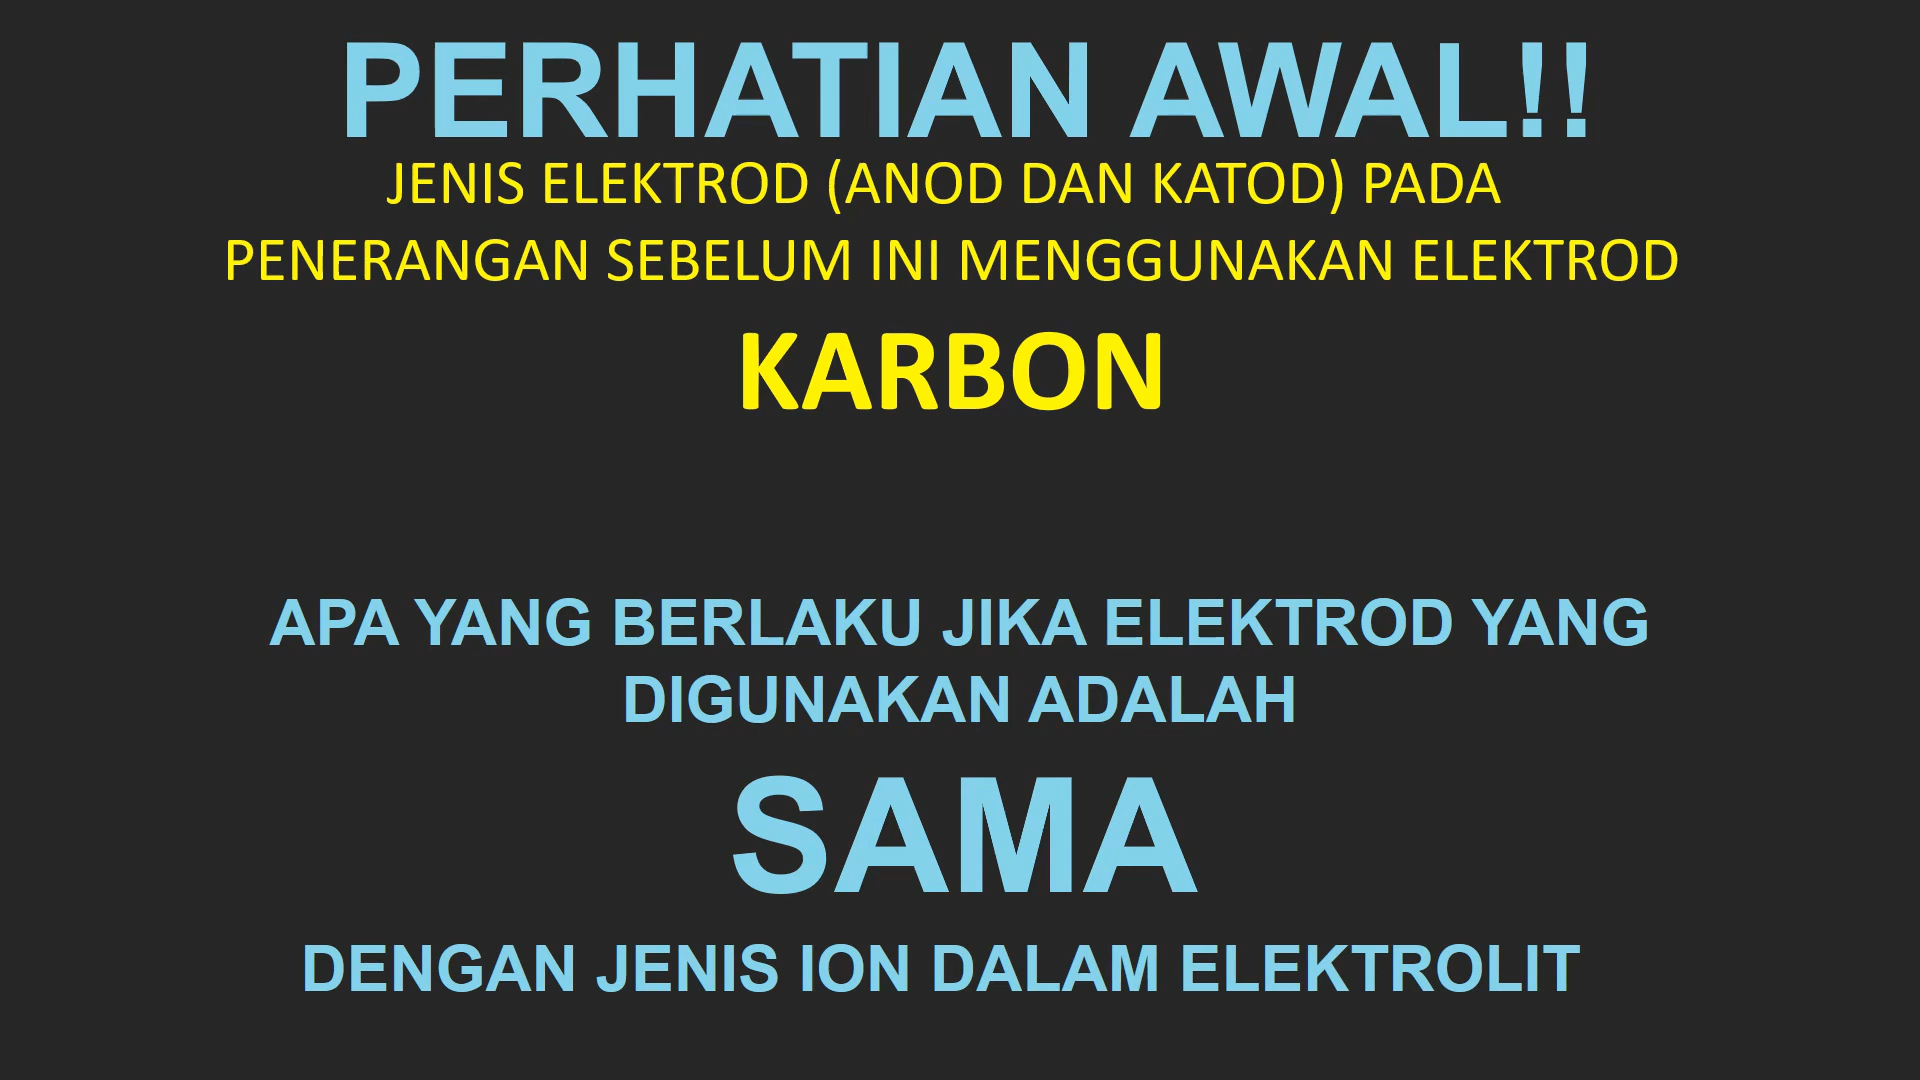 PERHATIAN AWAL!!
JENIS ELEKTROD (ANOD DAN KATOD) PADA
PENERANGAN SEBELUM INI MENGGUNAKAN ELEKTROD
KARBON
APA YANG BERLAKU JIKA ELEKTROD YANG
DIGUNAKAN ADALAH
SAMA
DENGAN JENIS ION DALAM ELEKTROLIT